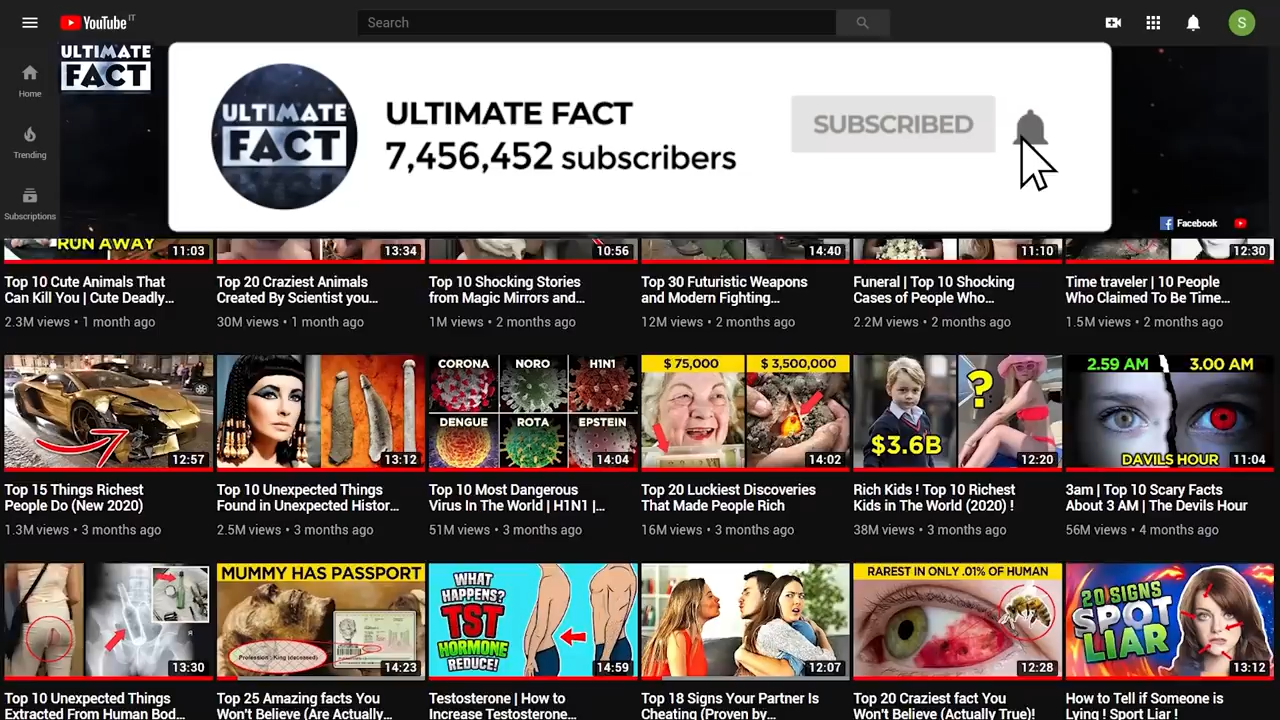 YouTube IT
Search
S
ULTIMATE
FACT
Home
Trending
Subscriptions
ULTIMATE
FACT
ULTIMATE FACT
7,456,452 subscribers
SUBSCRIBED
Facebook
RUN AWAY
11:03
13:34
10:56
14:40
11:10
12:30
Top 10 Cute Animals That
Can Kill You | Cute Deadly...
2.3M views • 1 month ago
Top 20 Craziest Animals
Created By Scientist you...
30M views • 1 month ago
Top 10 Shocking Stories
from Magic Mirrors and...
1M views • 2 months ago
Top 30 Futuristic Weapons
and Modern Fighting...
12M views • 2 months ago
Funeral | Top 10 Shocking
Cases of People Who...
2.2M views • 2 months ago
Time traveler | 10 People
Who Claimed To Be Time...
1.5M views • 2 months ago
12:57
Top 15 Things Richest
People Do (New 2020)
1.3M views • 3 months ago
13:12
Top 10 Unexpected Things
Found in Unexpected Histor...
2.5M views • 3 months ago
CORONA
NORO
H1N1
DENGUE
ROTA
EPSTEIN
14:04
Top 10 Most Dangerous
Virus In The World | H1N1 |...
51M views • 3 months ago
$ 75,000
$ 3,500,000
14:02
Top 20 Luckiest Discoveries
That Made People Rich
16M views • 3 months ago
?
$3.6B
12:20
Rich Kids ! Top 10 Richest
Kids in The World (2020) !
38M views • 3 months ago
2.59 AM
3.00 AM
DAVILS HOUR
11:04
3am | Top 10 Scary Facts
About 3 AM | The Devils Hour
56M views • 4 months ago
13:30
Top 10 Unexpected Things
Extracted From Human Bod...
MUMMY HAS PASSPORT
Profession: King (deceased)
14:23
Top 25 Amazing facts You
Won't Believe (Are Actually...
WHAT
HAPPENS?
TST
HORMONE
REDUCE!
14:59
Testosterone | How to
Increase Testosterone...
12:07
Top 18 Signs Your Partner Is
Cheating (Proven by...
RAREST IN ONLY .01% OF HUMAN
12:28
Top 20 Craziest fact You
Won't Believe (Actually True)!
20 SIGNS
SPOT
LIAR
13:12
How to Tell if Someone is
Lying ! Sport Liar !